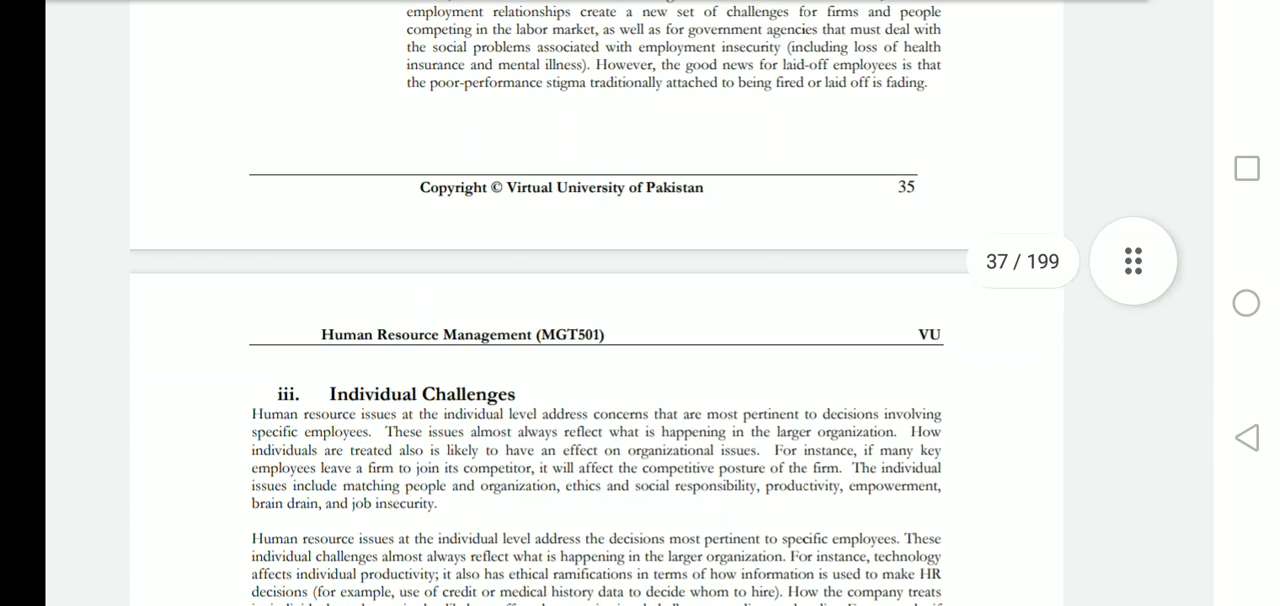 employment relationships create a new set of challenges for firms and people
competing in the labor market, as well as for government agencies that must deal with
the social problems associated with employment insecurity (including loss of health
insurance and mental illness). However, the good news for laid-off employees is that
the poor-performance stigma traditionally attached to being fired or laid off is fading.
Copyright © Virtual University of Pakistan 35
37 / 199
Human Resource Management (MGT501) VU
iii. Individual Challenges
Human resource issues at the individual level address concerns that are most pertinent to decisions involving
specific employees. These issues almost always reflect what is happening in the larger organization. How
individuals are treated also is likely to have an effect on organizational issues. For instance, if many key
employees leave a firm to join its competitor, it will affect the competitive posture of the firm. The individual
issues include matching people and organization, ethics and social responsibility, productivity, empowerment,
brain drain, and job insecurity.
Human resource issues at the individual level address the decisions most pertinent to specific employees. These
individual challenges almost always reflect what is happening in the larger organization. For instance, technology
affects individual productivity; it also has ethical ramifications in terms of how information is used to make HR
decisions (for example, use of credit or medical history data to decide whom to hire). How the company treats